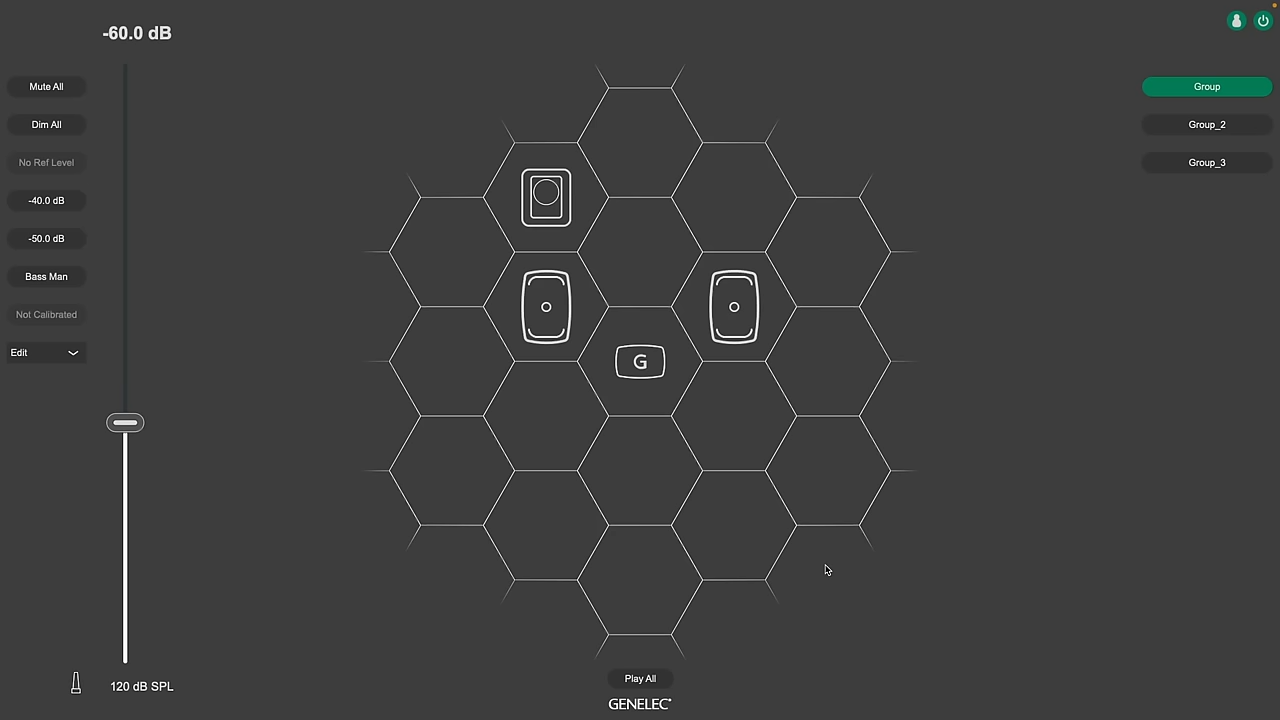 -60.0 dB
Mute All
Dim All
No Ref Level
-40.0 dB
-50.0 dB
Bass Man
Not Calibrated
Edit
120 dB SPL
G
Play All
GENELEC
Group
Group_2
Group_3